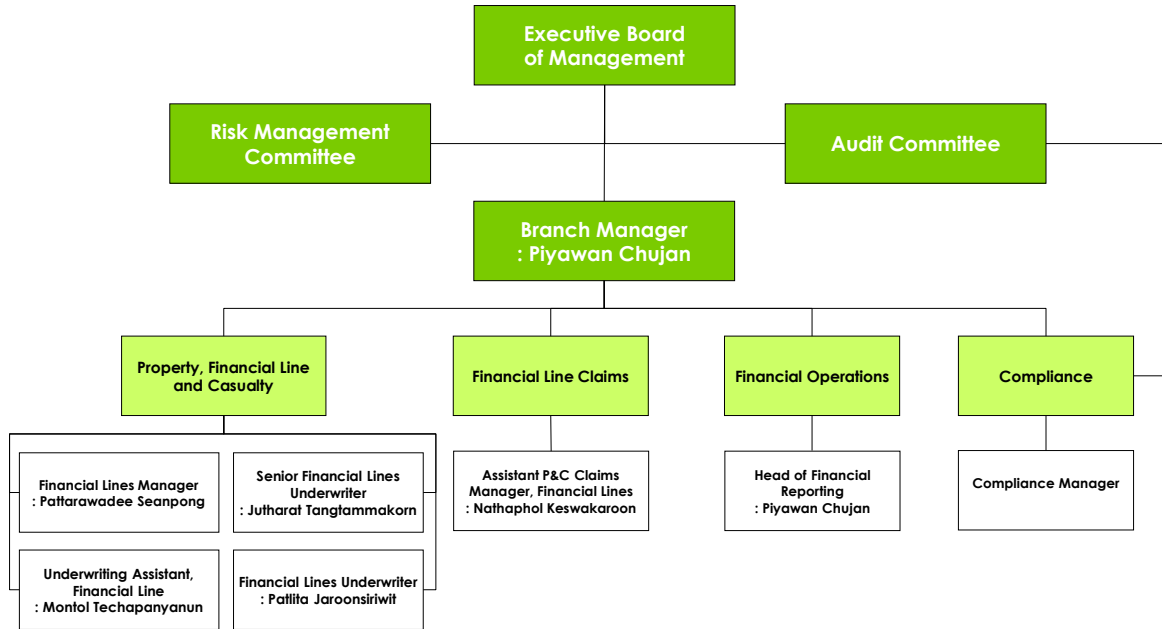 Executive Board
of Management
Risk Management
Committee
Audit Committee
Branch Manager
: Piyawan Chujan
Property, Financial Line
and Casualty
Financial Line Claims
Financial Operations
Compliance
Financial Lines Manager
: Pattarawadee Seanpong
Senior Financial Lines
Underwriter
: Jutharat Tangtammakorn
Assistant P&C Claims
Manager, Financial Lines
: Nathaphol Keswakaroon
Head of Financial
Reporting
: Piyawan Chujan
Compliance Manager
Underwriting Assistant,
Financial Line
: Montol Techapanyanun
Financial Lines Underwriter
: Patlita Jaroonsiriwit